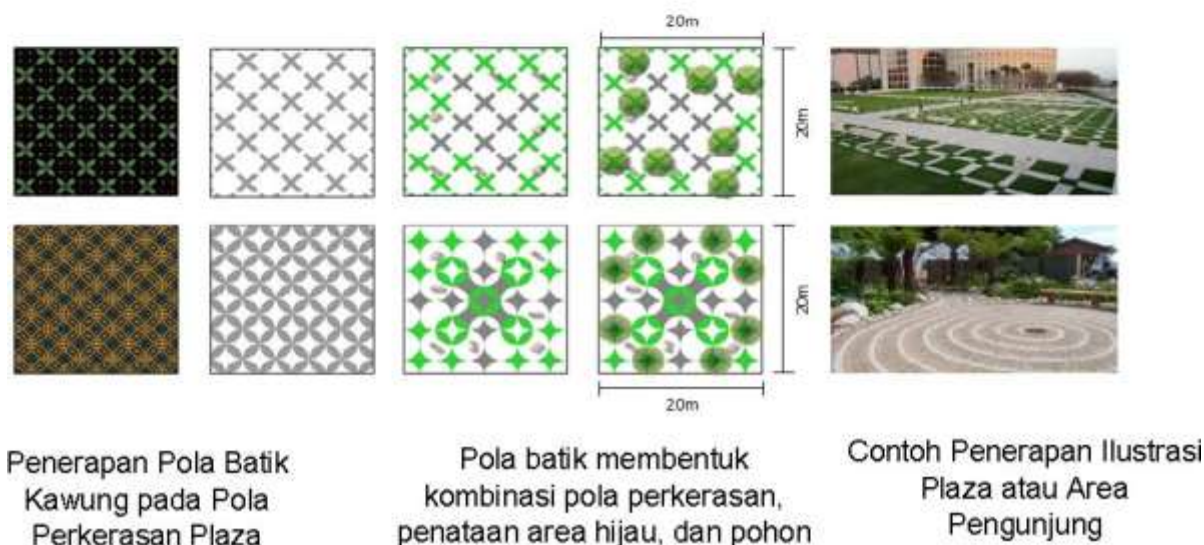 20m
20m
20m
20m
Penerapan Pola Batik
Kawung pada Pola
Perkerasan Plaza
Pola batik membentuk
kombinasi pola perkerasan,
penataan area hijau, dan pohon
Contoh Penerapan Ilustrasi
Plaza atau Area
Pengunjung